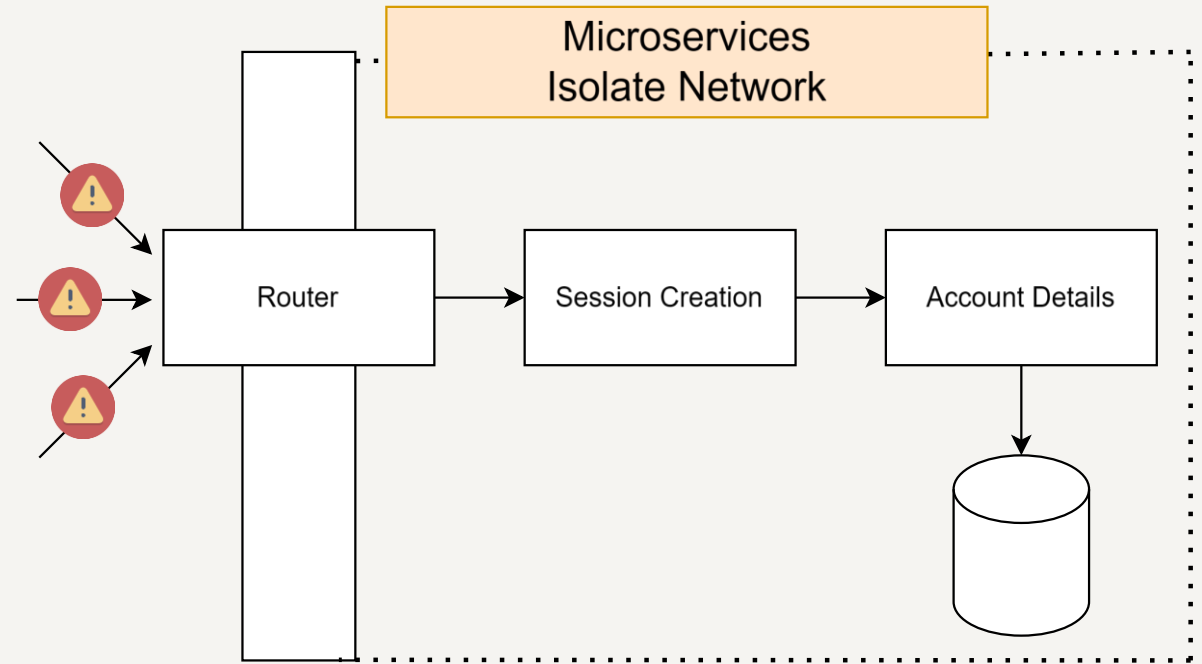 Microservices
Isolate Network
Router
Session Creation
Account Details